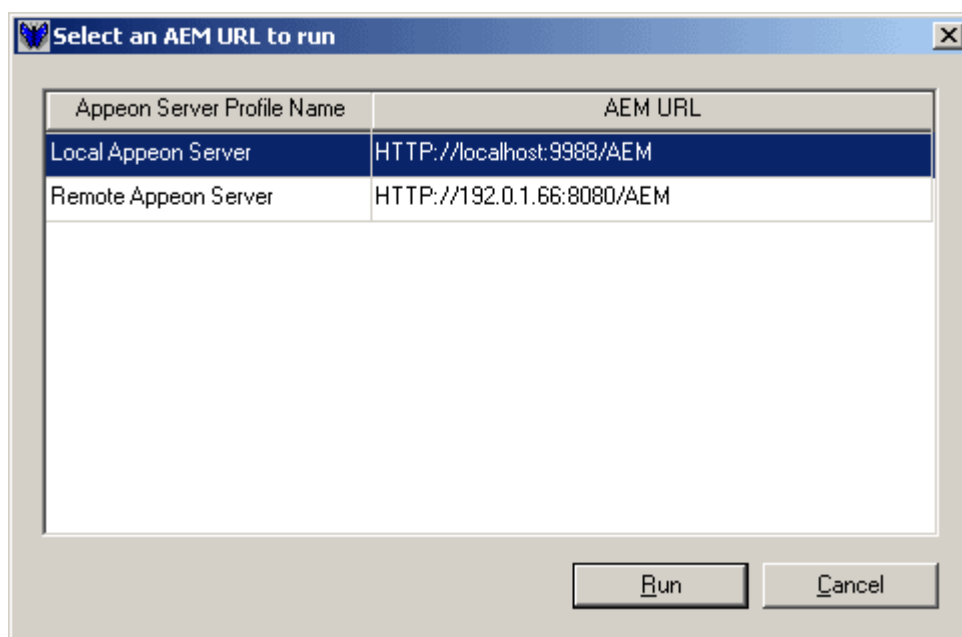 Select an AEM URL to run
Appeon Server Profile Name AEM URL
Local Appeon Server HTTP://localhost:9988/AEM
Remote Appeon Server HTTP://192.0.1.66:8080/AEM
Run Cancel